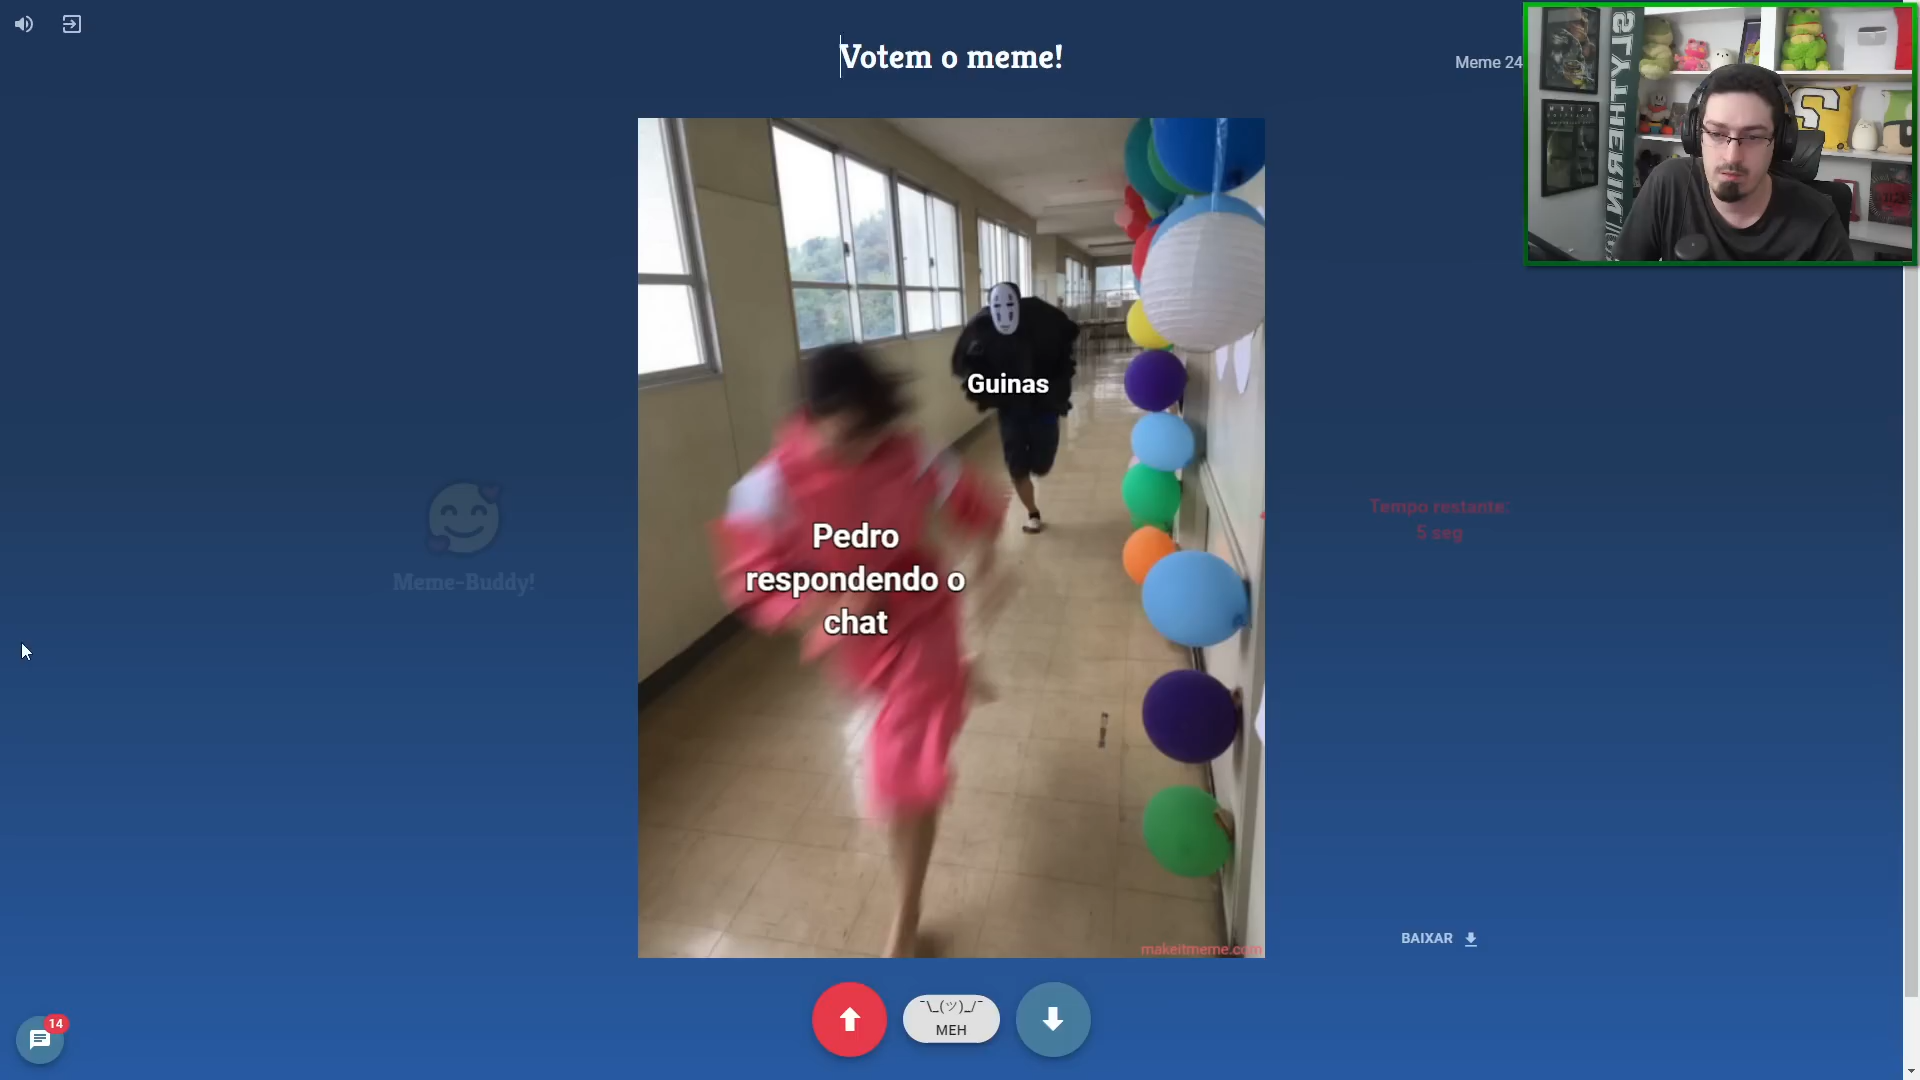 Votem o meme!
Meme 24
SLYTHERIN
Guinas
Pedro
respondendo o
chat
Tempo restante:
5 seg
Meme-Buddy!
BAIXAR
makeitmeme.com
¯\_(ツ)_/¯
MEH
14